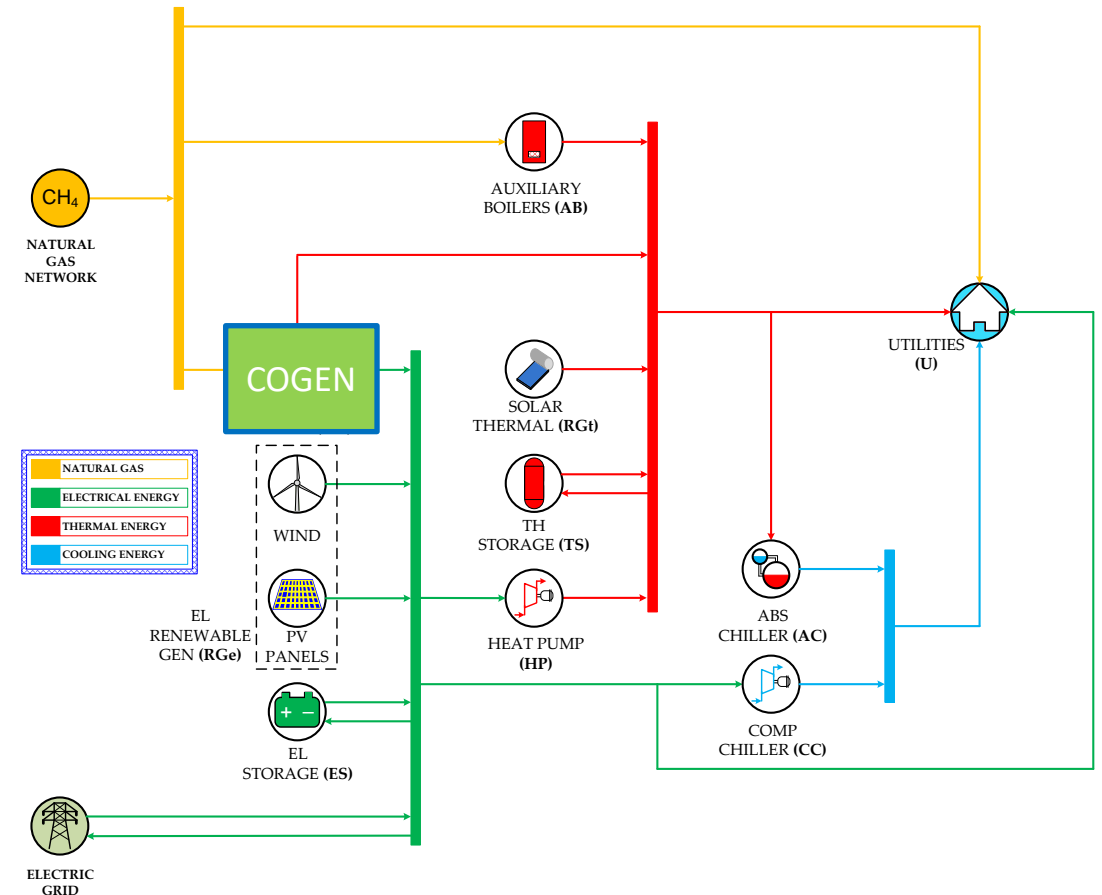 CH4
NATURAL
GAS
NETWORK
AUXILIARY
BOILERS (AB)
COGEN
UTILITIES
(U)
SOLAR
THERMAL (RGt)
NATURAL GAS
ELECTRICAL ENERGY
THERMAL ENERGY
COOLING ENERGY
WIND
TH
STORAGE (TS)
EL
RENEWABLE
GEN (RGe)
PV
PANELS
HEAT PUMP
(HP)
ABS
CHILLER (AC)
+ −
EL
STORAGE (ES)
COMP
CHILLER (CC)
ELECTRIC
GRID